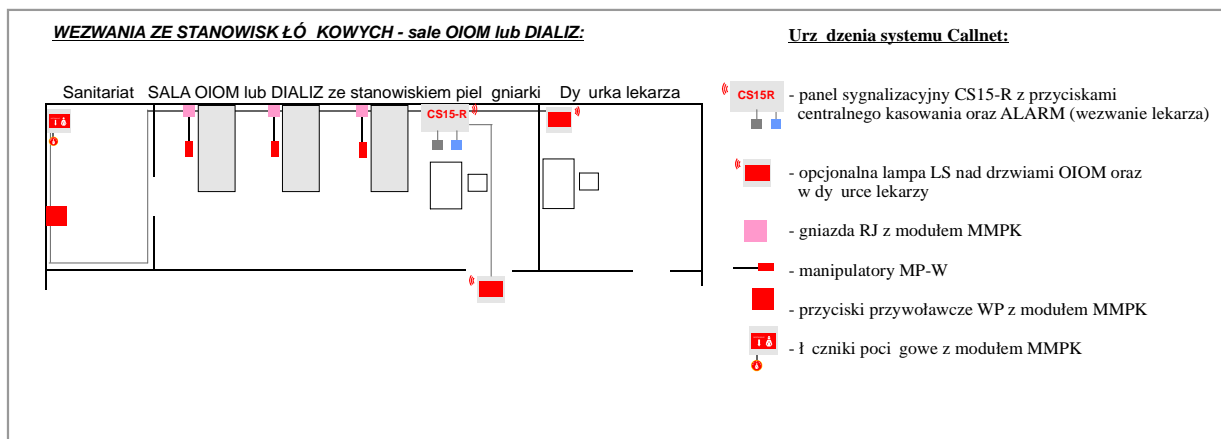 WEZWANIA ZE STANOWISK ŁÓ KOWYCH - sale OIOM lub DIALIZ:
Urz dzenia systemu Callnet:
Sanitariat SALA OIOM lub DIALIZ ze stanowiskiem piel gniarki Dy urka lekarza
CS15-R
CS15R
- panel sygnalizacyjny CS15-R z przyciskami
centralnego kasowania oraz ALARM (wezwanie lekarza)
- opcjonalna lampa LS nad drzwiami OIOM oraz
w dy urce lekarzy
- gniazda RJ z modułem MMPK
- manipulatory MP-W
- przyciski przywoławcze WP z modułem MMPK
- ł czniki poci gowe z modułem MMPK